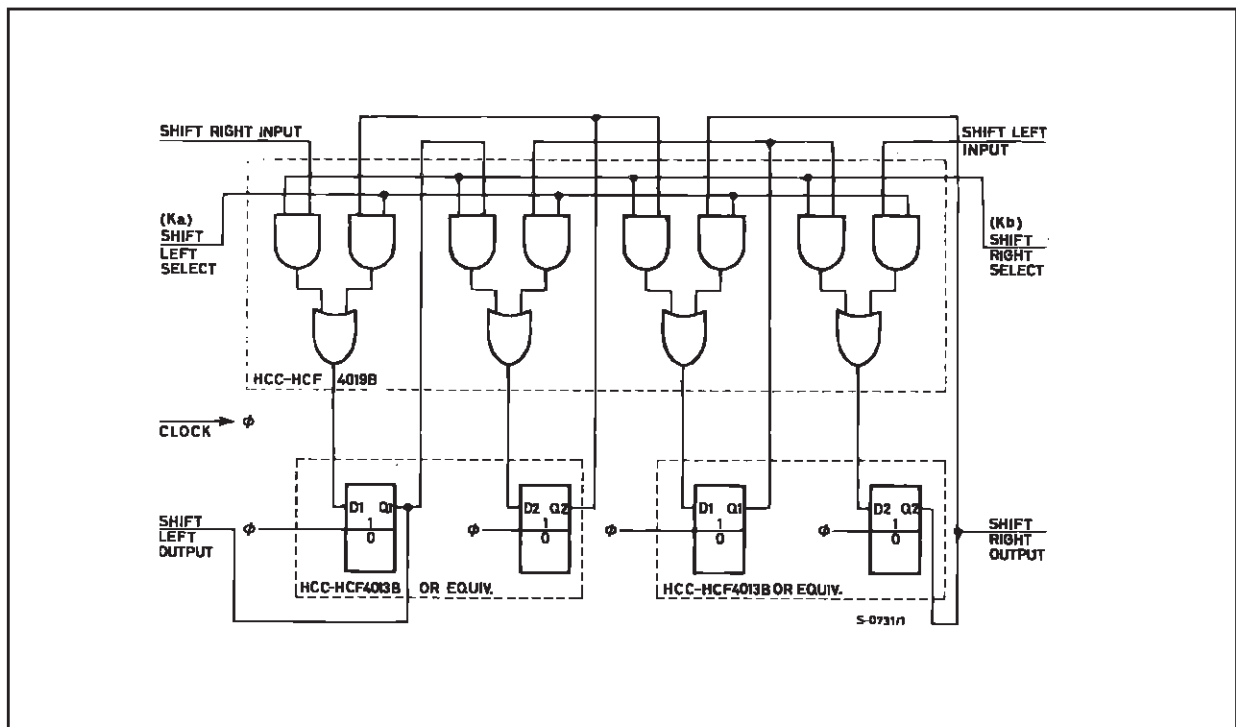 SHIFT RIGHT INPUT
SHIFT LEFT
INPUT
(Ka)
SHIFT
LEFT
SELECT
(Kb)
SHIFT
RIGHT
SELECT
HCC-HCF 4019B
CLOCK
ϕ
SHIFT
LEFT
OUTPUT
ϕ
D1 Q1
1
0
ϕ
D2 Q2
1
0
ϕ
D1 Q1
1
0
ϕ
D2 Q2
1
0
SHIFT
RIGHT
OUTPUT
HCC-HCF4013B OR EQUIV.
HCC-HCF4013B OR EQUIV.
S-0731/1